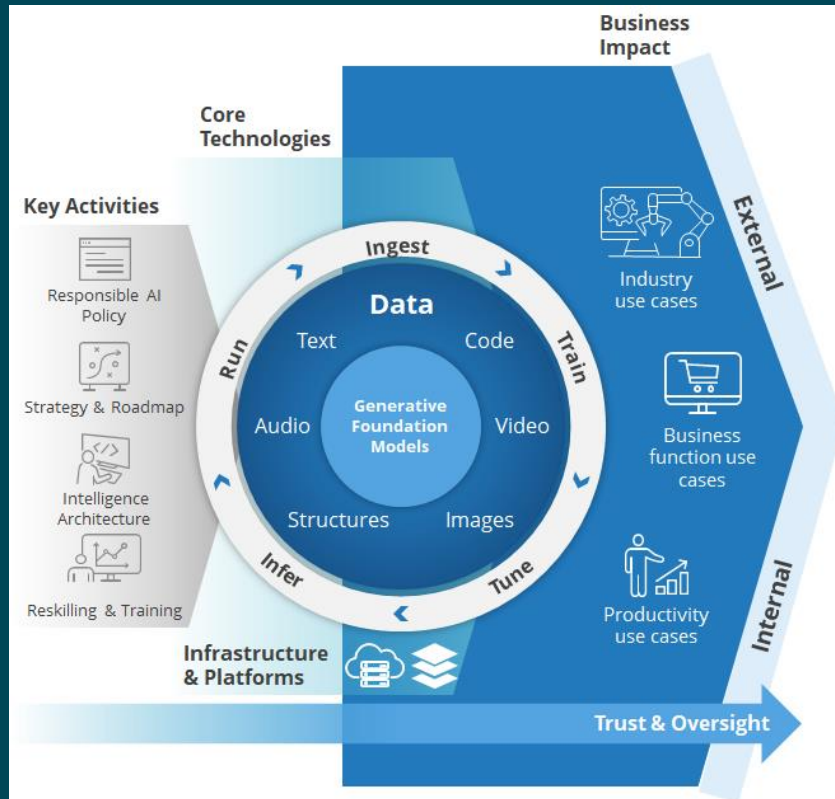 Business
Impact
Core
Technologies
Key Activities
Responsible AI
Policy
Strategy & Roadmap
Intelligence
Architecture
Reskilling & Training
Ingest
Train
Tune
Infer
Run
Data
Text
Code
Audio
Video
Structures
Images
Generative
Foundation
Models
Infrastructure
& Platforms
Industry
use cases
Business
function use
cases
Productivity
use cases
External
Internal
Trust & Oversight